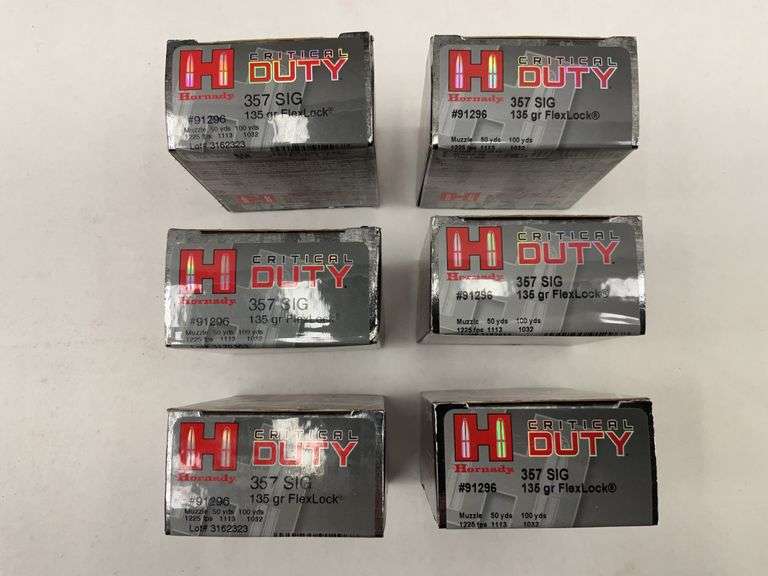 CRITICAL
DUTY
H
Hornady
357 SIG
#91296 135 gr FlexLock®
Muzzle 50 yds 100 yds
1225 fps 1113 1032
Lot# 3162323
CRITICAL
DUTY
H
Hornady
357 SIG
#91296 135 gr FlexLock®
Muzzle 50 yds 100 yds
1225 fps 1113 1032
CRITICAL
DUTY
H
Hornady
357 SIG
#91296 135 gr FlexLock®
Muzzle 50 yds 100 yds
1225 fps 1113 1032
CRITICAL
DUTY
H
Hornady
357 SIG
#91296 135 gr FlexLock®
Muzzle 50 yds 100 yds
1225 fps 1113 1032
CRITICAL
DUTY
H
Hornady
357 SIG
#91296 135 gr FlexLock®
Muzzle 50 yds 100 yds
1225 fps 1113 1032
Lot# 3162323
CRITICAL
DUTY
H
Hornady
357 SIG
#91296 135 gr FlexLock®
Muzzle 50 yds 100 yds
1225 fps 1113 1032